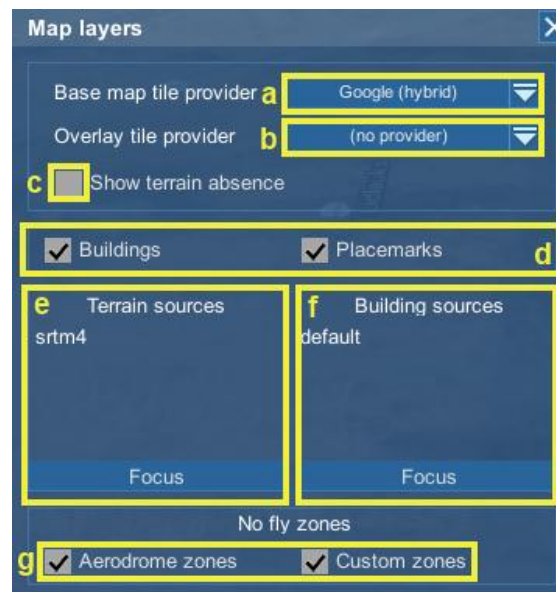 Map layers
Base map tile provider a Google (hybrid)
Overlay tile provider b (no provider)
c Show terrain absence
Buildings Placemarks d
e Terrain sources f Building sources
srtm4 default
Focus Focus
No fly zones
g Aerodrome zones Custom zones